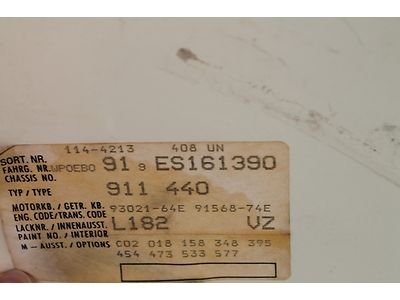 114-4213 408 UN
SORT. NR.
FAHRG. NR. WPOEBO 91 9 ES161390
CHASSIS NO.
TYP / TYPE 911 440
MOTORKB. / GETR. KB. 93021-64E 91568-74E
ENG. CODE/TRANS. CODE
LACKNR. / INNENAUSST. L182 VZ
PAINT NO. / INTERIOR
M - AUSST. / OPTIONS C02 018 158 348 395
454 473 533 577